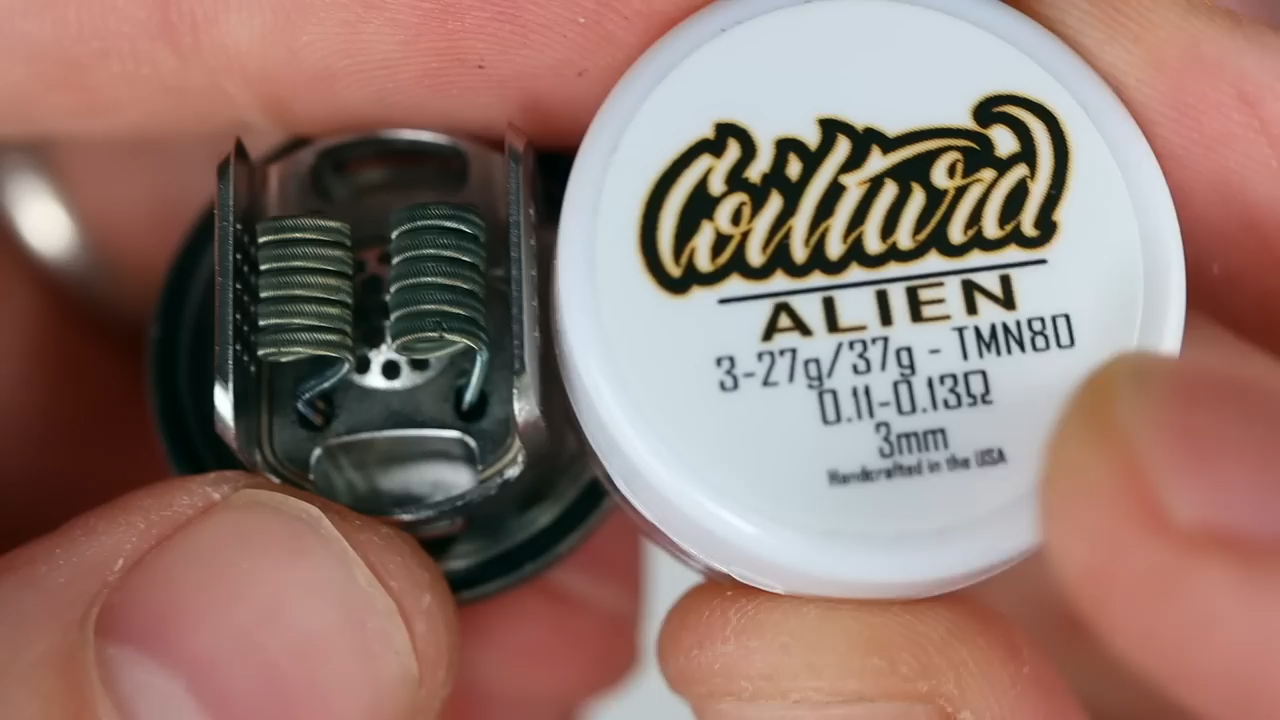 Coilturd
ALIEN
3-27g/37g - TMN80
0.11-0.13Ω
3mm
Handcrafted in the USA